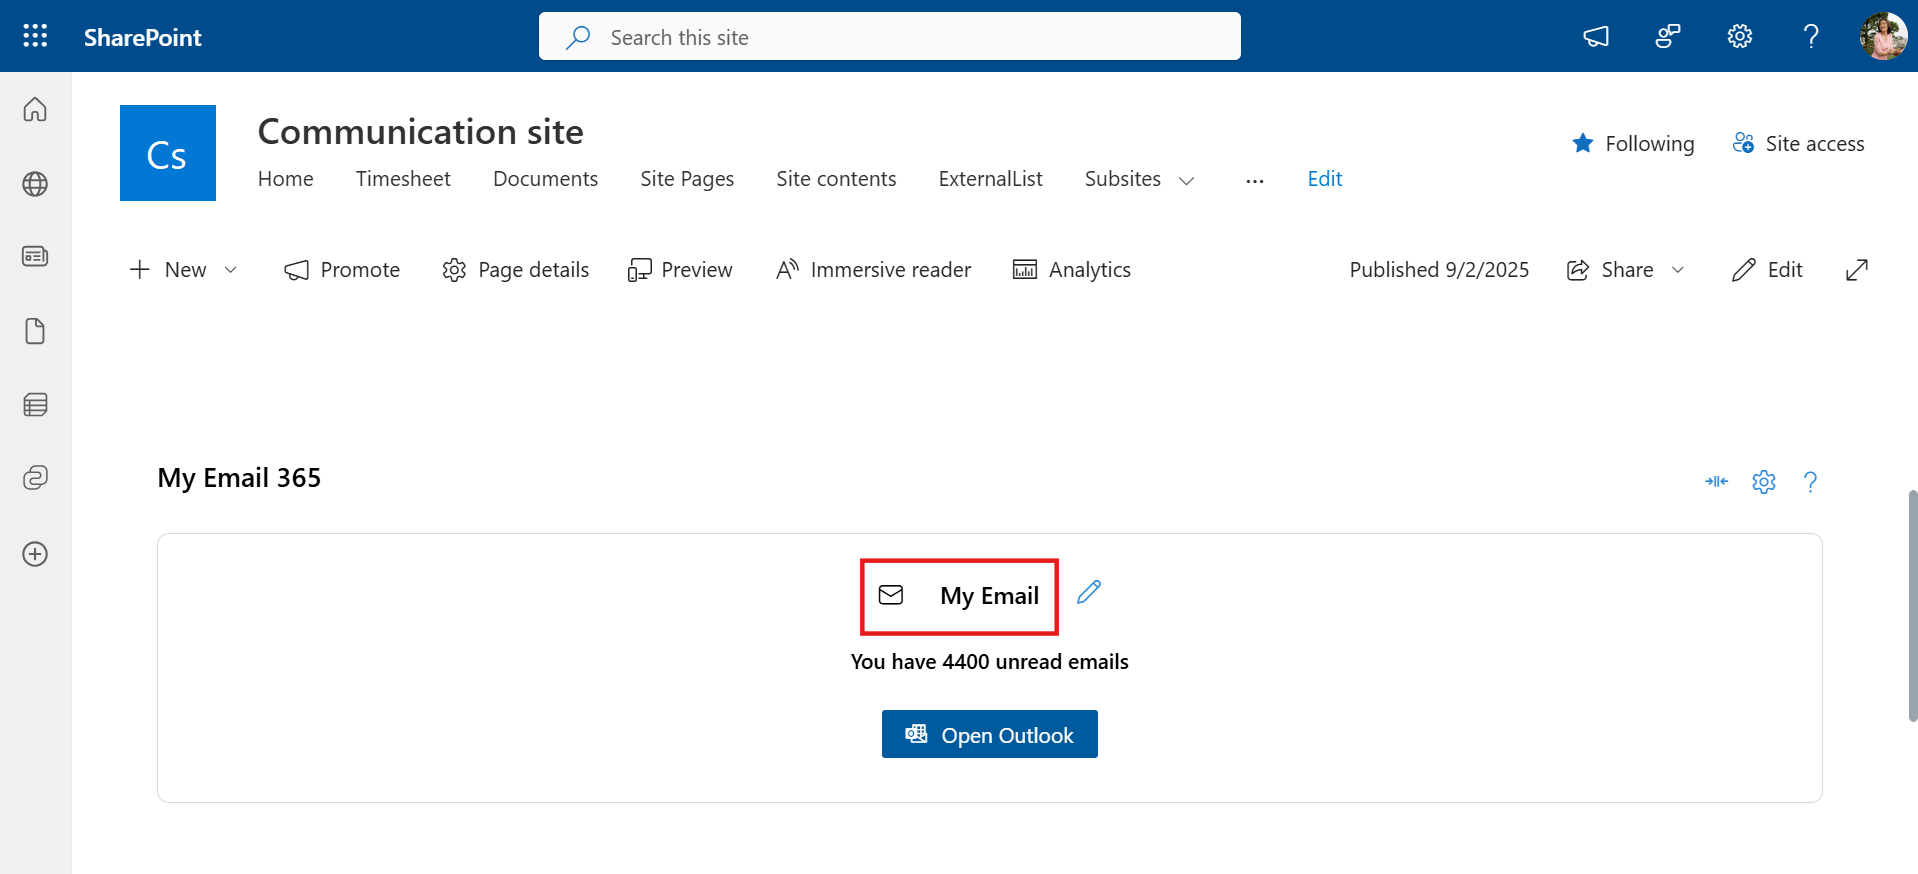 SharePoint
Search this site
Cs
Communication site
Following
Site access
Home Timesheet Documents Site Pages Site contents ExternalList Subsites ... Edit
New Promote Page details Preview Immersive reader Analytics Published 9/2/2025 Share Edit
My Email 365
My Email
You have 4400 unread emails
Open Outlook